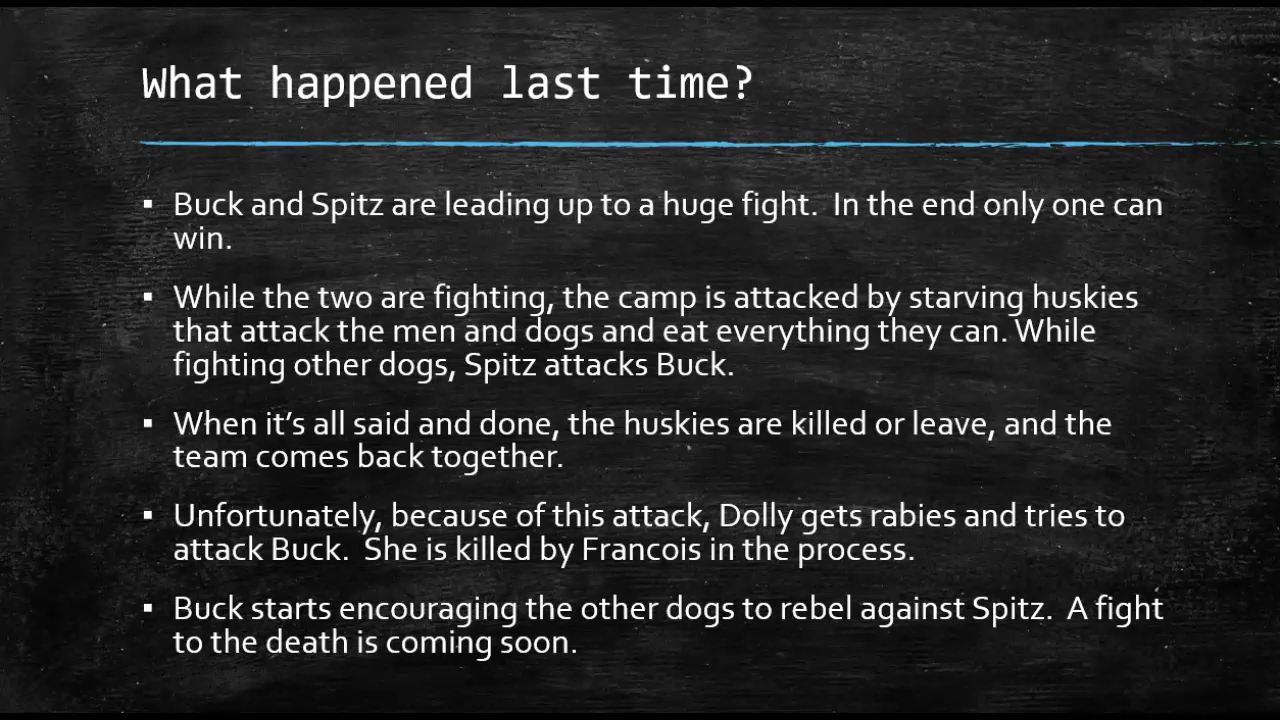 What happened last time?
▪ Buck and Spitz are leading up to a huge fight.  In the end only one can
win.
▪ While the two are fighting, the camp is attacked by starving huskies
that attack the men and dogs and eat everything they can. While
fighting other dogs, Spitz attacks Buck.
▪ When it’s all said and done, the huskies are killed or leave, and the
team comes back together.
▪ Unfortunately, because of this attack, Dolly gets rabies and tries to
attack Buck.  She is killed by Francois in the process.
▪ Buck starts encouraging the other dogs to rebel against Spitz.  A fight
to the death is coming soon.